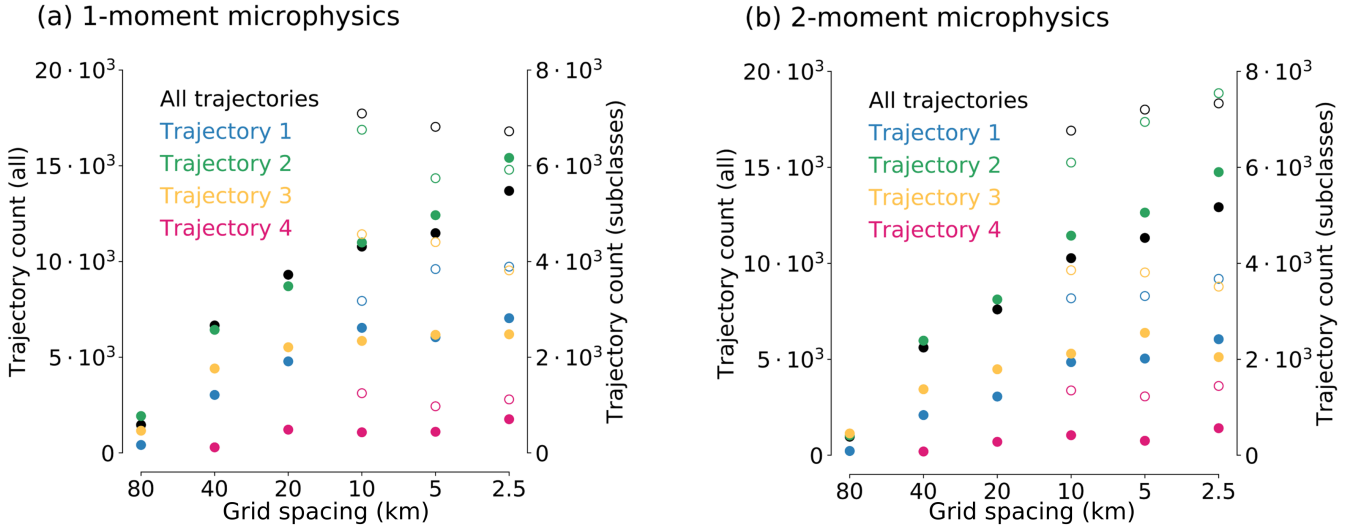 (a) 1-moment microphysics
20·10³
15·10³
10·10³
5·10³
0
Trajectory count (all)
All trajectories
Trajectory 1
Trajectory 2
Trajectory 3
Trajectory 4
8·10³
6·10³
4·10³
2·10³
0
Trajectory count (subclasses)
80 40 20 10 5 2.5
Grid spacing (km)
(b) 2-moment microphysics
20·10³
15·10³
10·10³
5·10³
0
Trajectory count (all)
All trajectories
Trajectory 1
Trajectory 2
Trajectory 3
Trajectory 4
8·10³
6·10³
4·10³
2·10³
0
Trajectory count (subclasses)
80 40 20 10 5 2.5
Grid spacing (km)